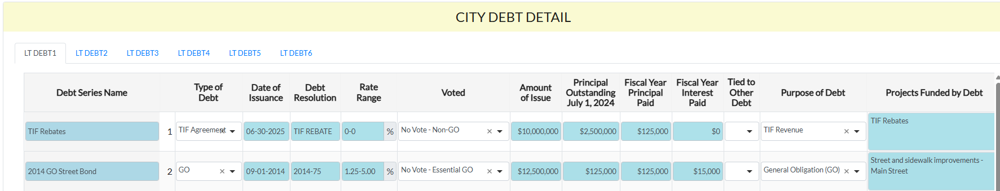 CITY DEBT DETAIL
LT DEBT1 LT DEBT2 LT DEBT3 LT DEBT4 LT DEBT5 LT DEBT6
Debt Series Name
Type of
Debt
Date of
Issuance
Debt
Resolution
Rate
Range
Voted
Amount
of Issue
Principal
Outstanding
July 1, 2024
Fiscal Year
Principal
Paid
Fiscal Year
Interest
Paid
Tied to
Other
Debt
Purpose of Debt
Projects Funded by Debt
TIF Rebates 1 TIF Agreement 06-30-2025 TIF REBATE 0-0 % No Vote - Non-GO $10,000,000 $2,500,000 $125,000 $0 TIF Revenue TIF Rebates
2014 GO Street Bond 2 GO 09-01-2014 2014-75 1.25-5.00 % No Vote - Essential GO $12,500,000 $125,000 $125,000 $15,000 General Obligation (GO) Street and sidewalk improvements -
Main Street